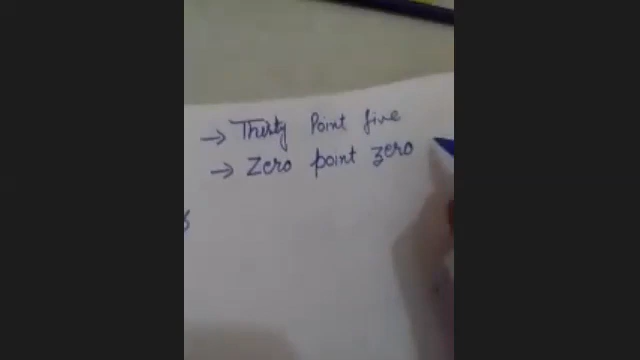 → Thirty Point five
→ Zero point zero